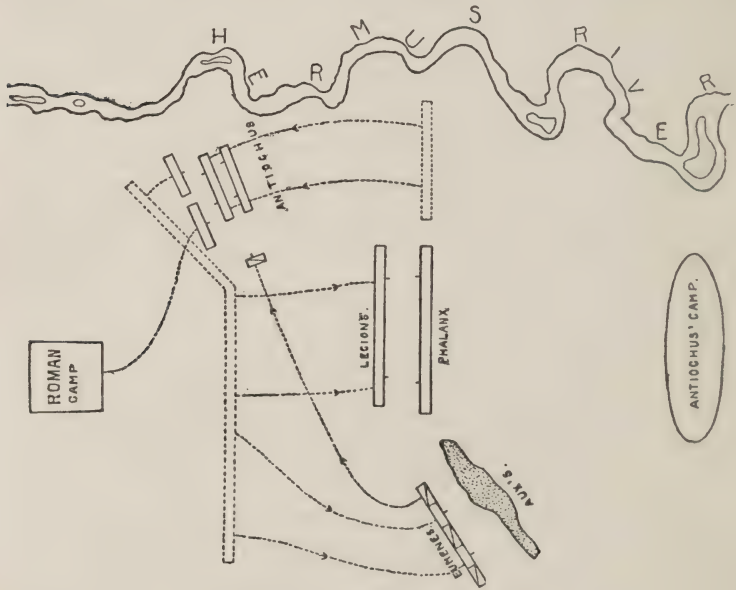 HERMUS RIVER
ANTIOCHUS
LEGIONS.
PHALANX
ROMAN
CAMP
ANTIOCHUS' CAMP.
EUMENES
AUX'S.